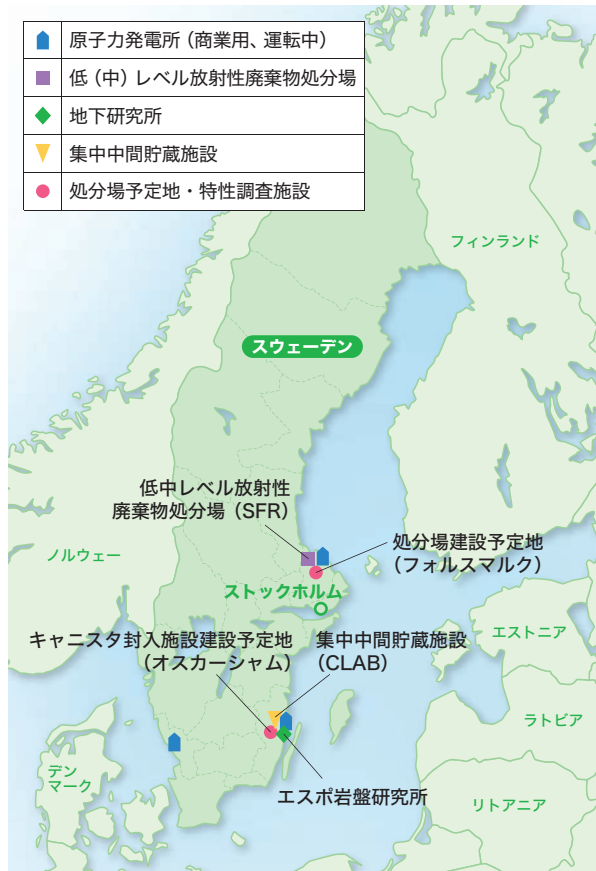 原子力発電所（商業用、運転中）
低（中）レベル放射性廃棄物処分場
地下研究所
集中中間貯蔵施設
処分場予定地・特性調査施設
フィンランド
スウェーデン
低中レベル放射性
廃棄物処分場（SFR）
処分場建設予定地
（フォルスマルク）
ノルウェー
ストックホルム
エストニア
キャニスタ封入施設建設予定地
（オスカーシャム）
集中中間貯蔵施設
（CLAB）
ラトビア
デン
マーク
エスポ岩盤研究所
リトアニア